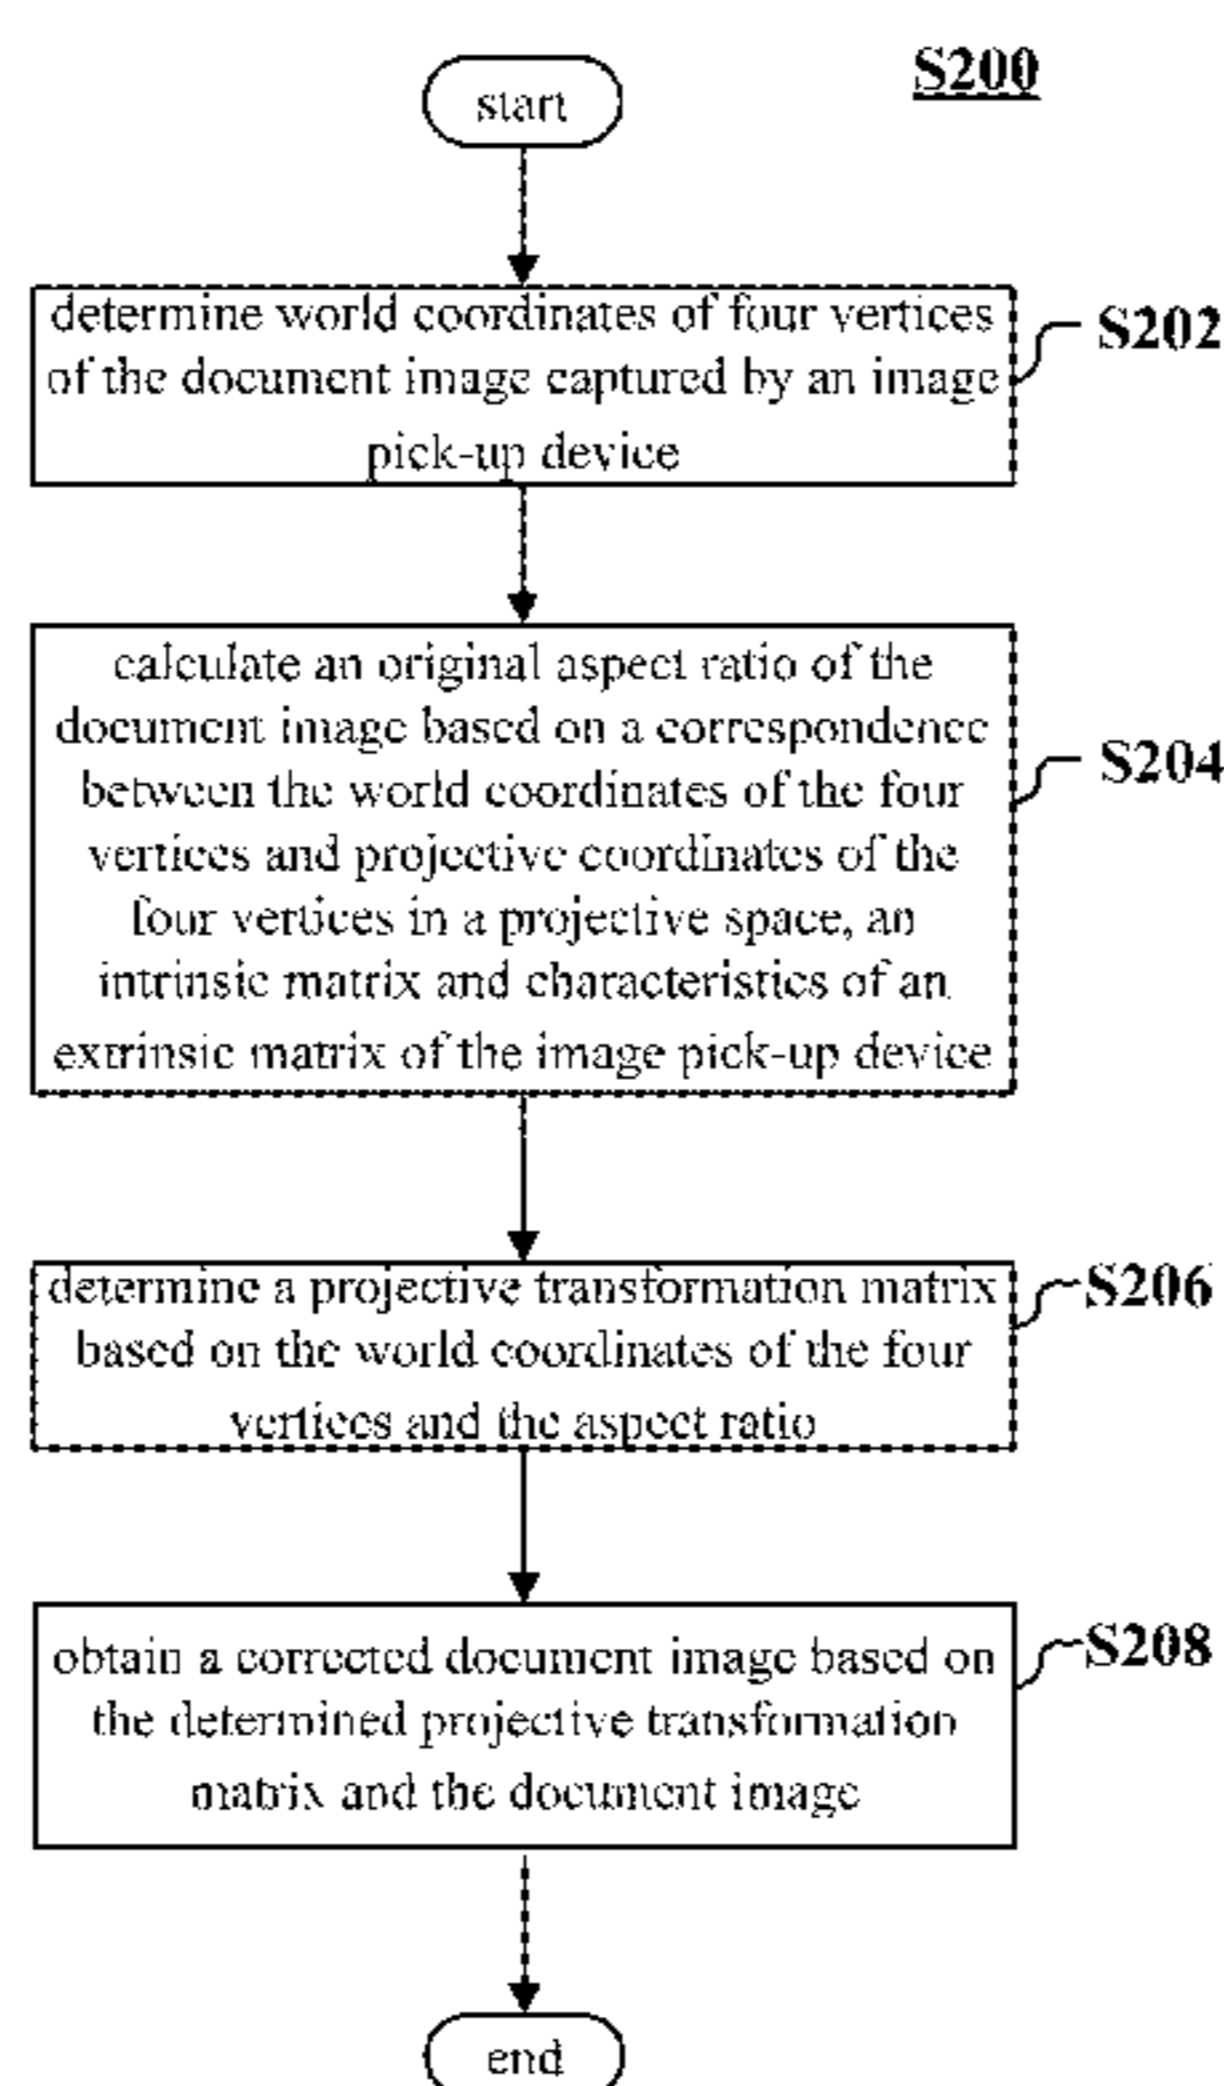 S200
start
determine world coordinates of four vertices
of the document image captured by an image
pick-up device
S202
calculate an original aspect ratio of the
document image based on a correspondence
between the world coordinates of the four
vertices and projective coordinates of the
four vertices in a projective space, an
intrinsic matrix and characteristics of an
extrinsic matrix of the image pick-up device
S204
determine a projective transformation matrix
based on the world coordinates of the four
vertices and the aspect ratio
S206
obtain a corrected document image based on
the determined projective transformation
matrix and the document image
S208
end